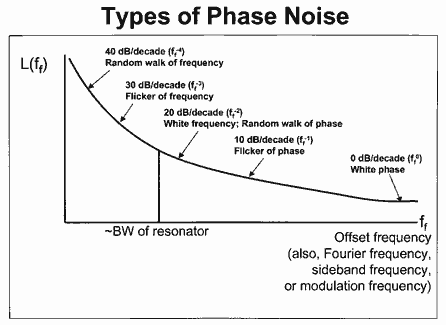 Types of Phase Noise
L(ff)
40 dB/decade (ff-4)
Random walk of frequency
30 dB/decade (ff-3)
Flicker of frequency
20 dB/decade (ff-2)
White frequency; Random walk of phase
10 dB/decade (ff-1)
Flicker of phase
0 dB/decade (ff0)
White phase
ff
~BW of resonator
Offset frequency
(also, Fourier frequency,
sideband frequency,
or modulation frequency)